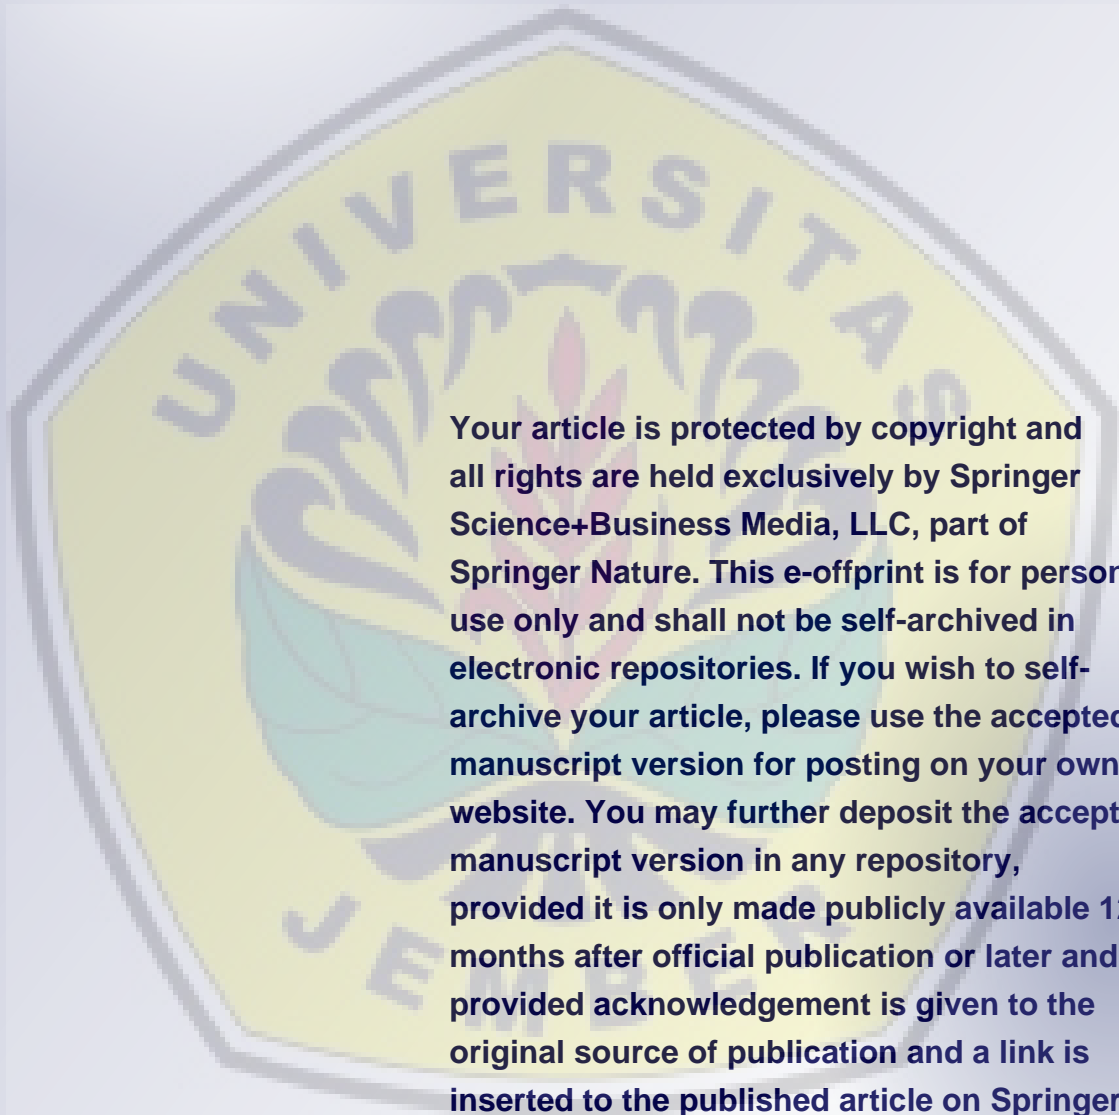 UNIVERSITAS
Your article is protected by copyright and
all rights are held exclusively by Springer
Science+Business Media, LLC, part of
Springer Nature. This e-offprint is for person
use only and shall not be self-archived in
electronic repositories. If you wish to self-
archive your article, please use the accepted
manuscript version for posting on your own
website. You may further deposit the accept
manuscript version in any repository,
provided it is only made publicly available 12
months after official publication or later and
provided acknowledgement is given to the
original source of publication and a link is
inserted to the published article on Springer
JEMBER